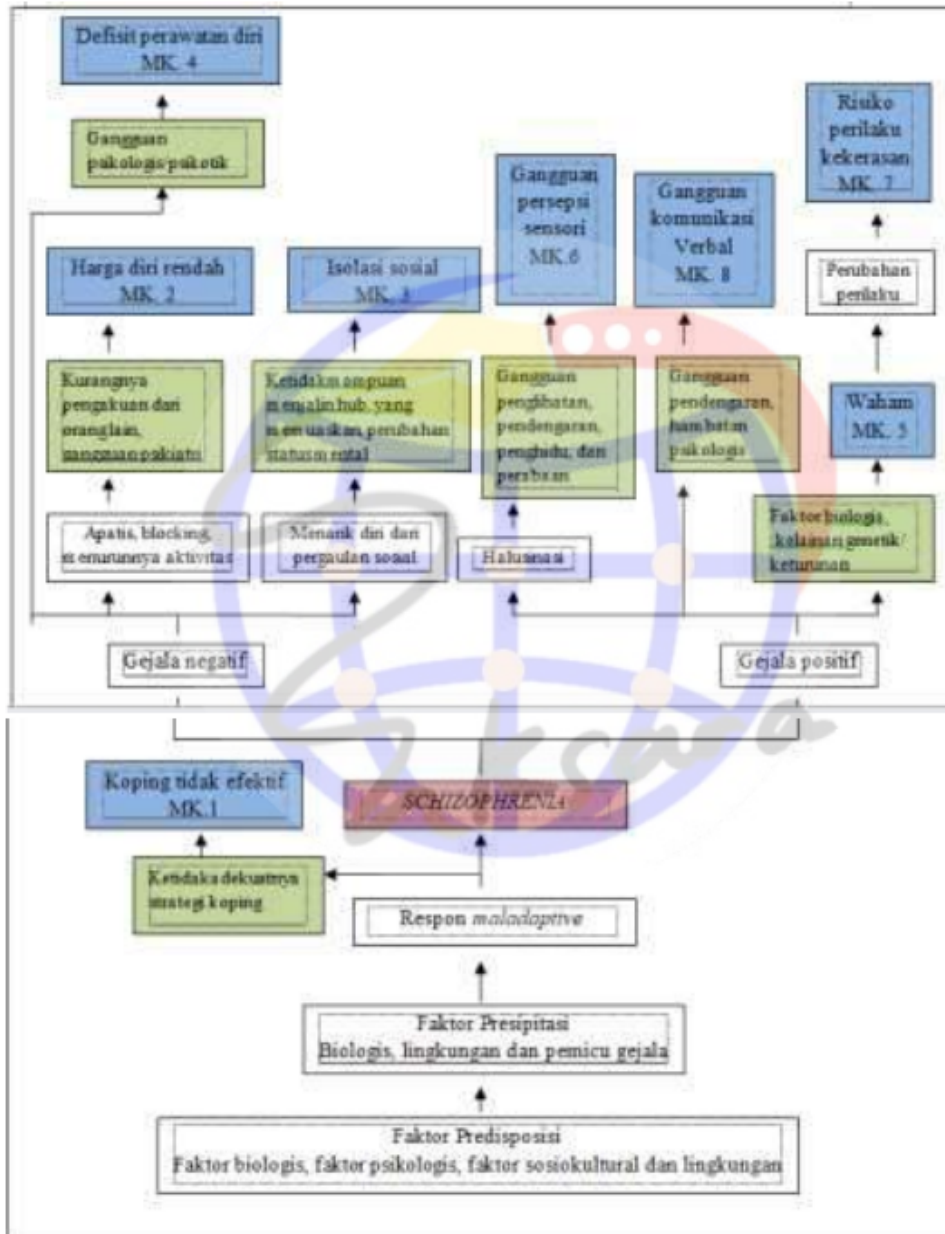 Defisit perawatan diri
MK. 4
Gangguan
psikologis/psikotik
Risiko
perilaku
kekerasan
MK. 7
Gangguan
persepsi
sensori
MK.6
Gangguan
komunikasi
Verbal
MK. 8
Harga diri rendah
MK. 2
Isolasi sosial
MK. 3
Perubahan
perilaku
Kurangnya
pengakuan dari
orang lain,
Ketidakmampuan
menjalin hub, yang
memuaskan, perubahan
status mental
Gangguan
penglihatan,
pendengaran,
penghidu, dan
perabaan
Gangguan
pendengaran,
hambatan
psikologis
Waham
MK. 5
Apatis, blocking,
menurunnya aktivitas
Menarik diri dari
pergaulan sosial
Halusinasi
Faktor biologis,
kelainan genetik/
keturunan
Gejala negatif
Gejala positif
Koping tidak efektif
MK.1
SCHIZOPHRENIA
Ketidakadekuatnya
strategi koping
Respon maladaptive
Faktor Presipitasi
Biologis, lingkungan dan pemicu gejala
Faktor Predisposisi
Faktor biologis, faktor psikologis, faktor sosiokultural dan lingkungan